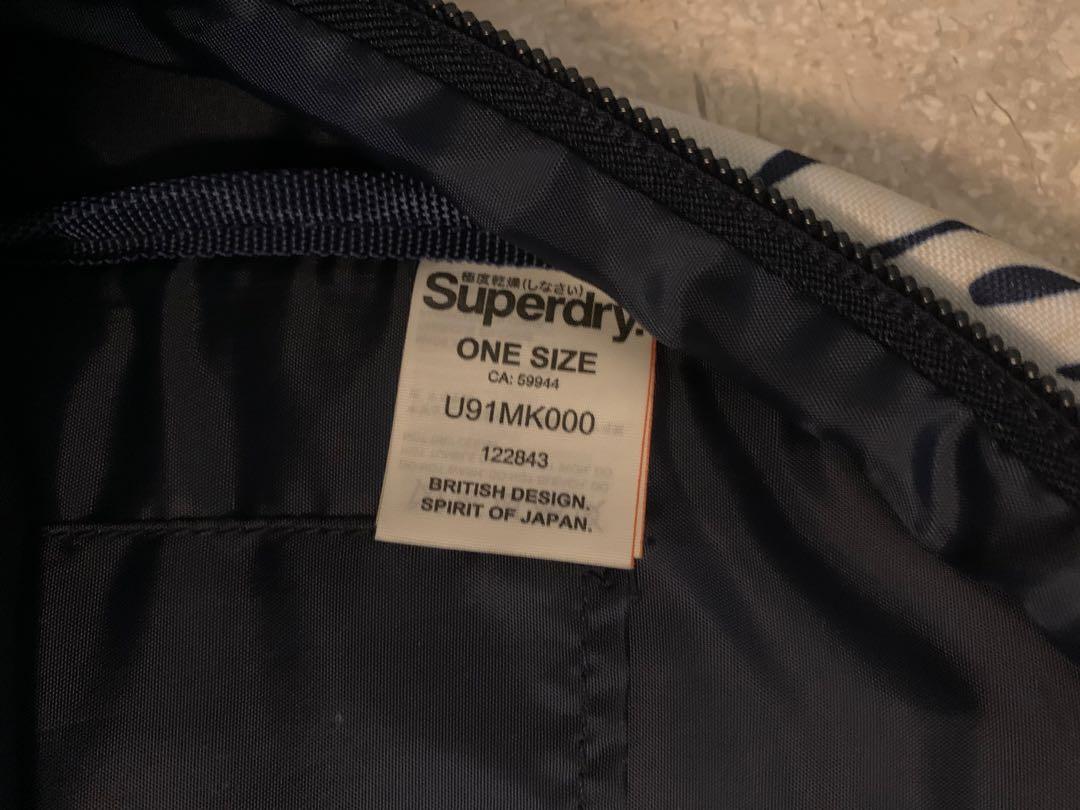 極度乾燥(しなさい)
Superdry.
ONE SIZE
CA: 59944
U91MK000
122843
BRITISH DESIGN.
SPIRIT OF JAPAN.